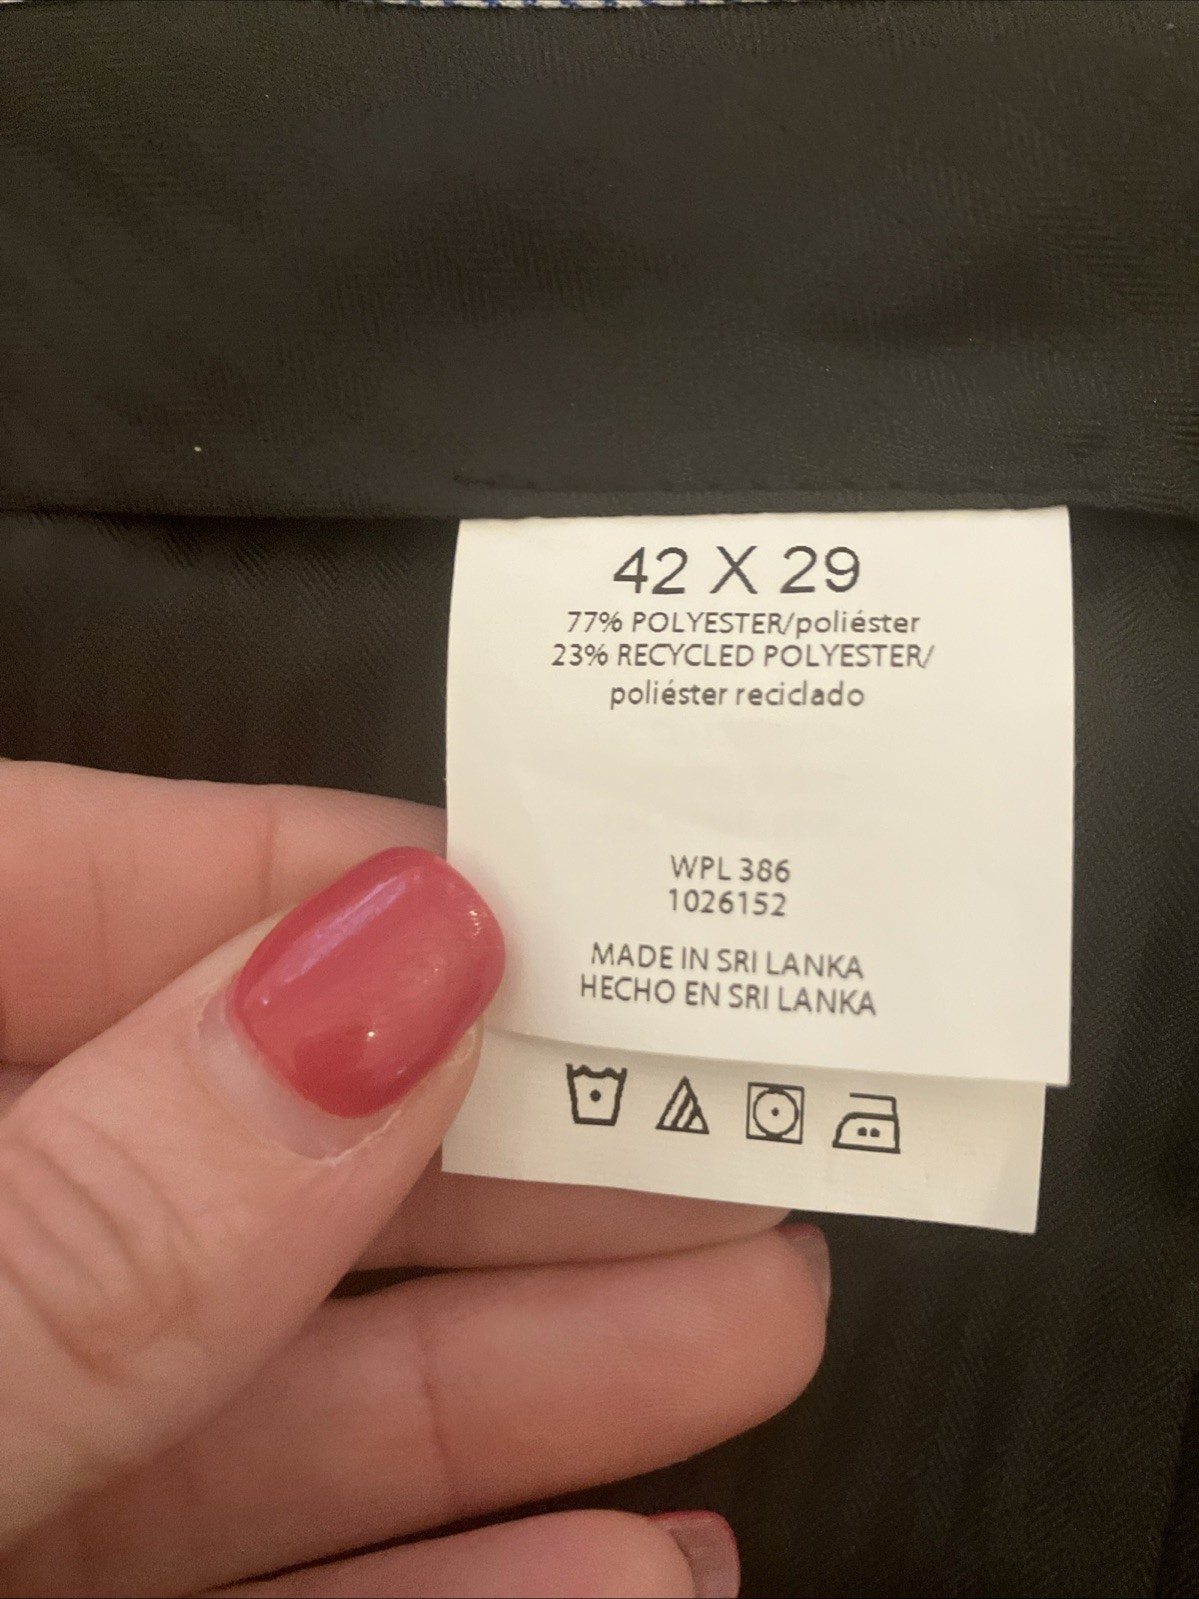 42 X 29
77% POLYESTER/poliéster
23% RECYCLED POLYESTER/
poliéster reciclado
WPL 386
1026152
MADE IN SRI LANKA
HECHO EN SRI LANKA